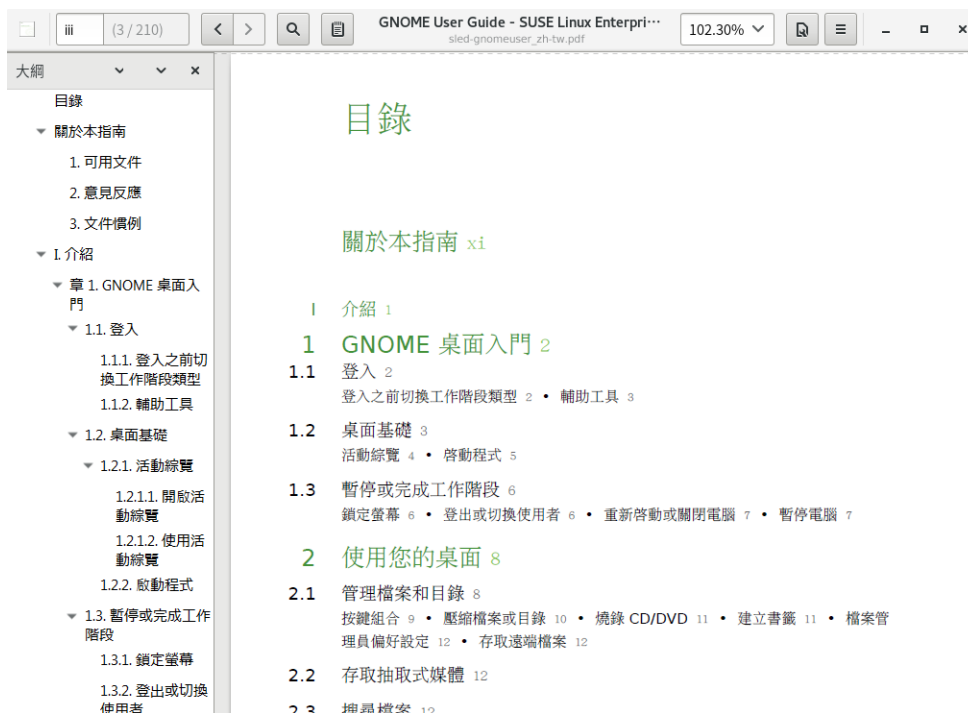 iii
(3 / 210)
GNOME User Guide - SUSE Linux Enterpri···
sled-gnomeuser_zh-tw.pdf
102.30%
大綱
目錄
關於本指南
1. 可用文件
2. 意見反應
3. 文件慣例
I. 介紹
章 1. GNOME 桌面入
門
1.1. 登入
1.1.1. 登入之前切
換工作階段類型
1.1.2. 輔助工具
1.2. 桌面基礎
1.2.1. 活動綜覽
1.2.1.1. 開啟活
動綜覽
1.2.1.2. 使用活
動綜覽
1.2.2. 啟動程式
1.3. 暫停或完成工作
階段
1.3.1. 鎖定螢幕
1.3.2. 登出或切換
使用者
目錄
關於本指南 xi
I 介紹 1
1 GNOME 桌面入門 2
1.1 登入 2
登入之前切換工作階段類型 2 • 輔助工具 3
1.2 桌面基礎 3
活動綜覽 4 • 啓動程式 5
1.3 暫停或完成工作階段 6
鎖定螢幕 6 • 登出或切換使用者 6 • 重新啓動或關閉電腦 7 • 暫停電腦 7
2 使用您的桌面 8
2.1 管理檔案和目錄 8
按鍵組合 9 • 壓縮檔案或目錄 10 • 燒錄 CD/DVD 11 • 建立書籤 11 • 檔案管
理員偏好設定 12 • 存取遠端檔案 12
2.2 存取抽取式媒體 12
2.3 搜尋檔案 12